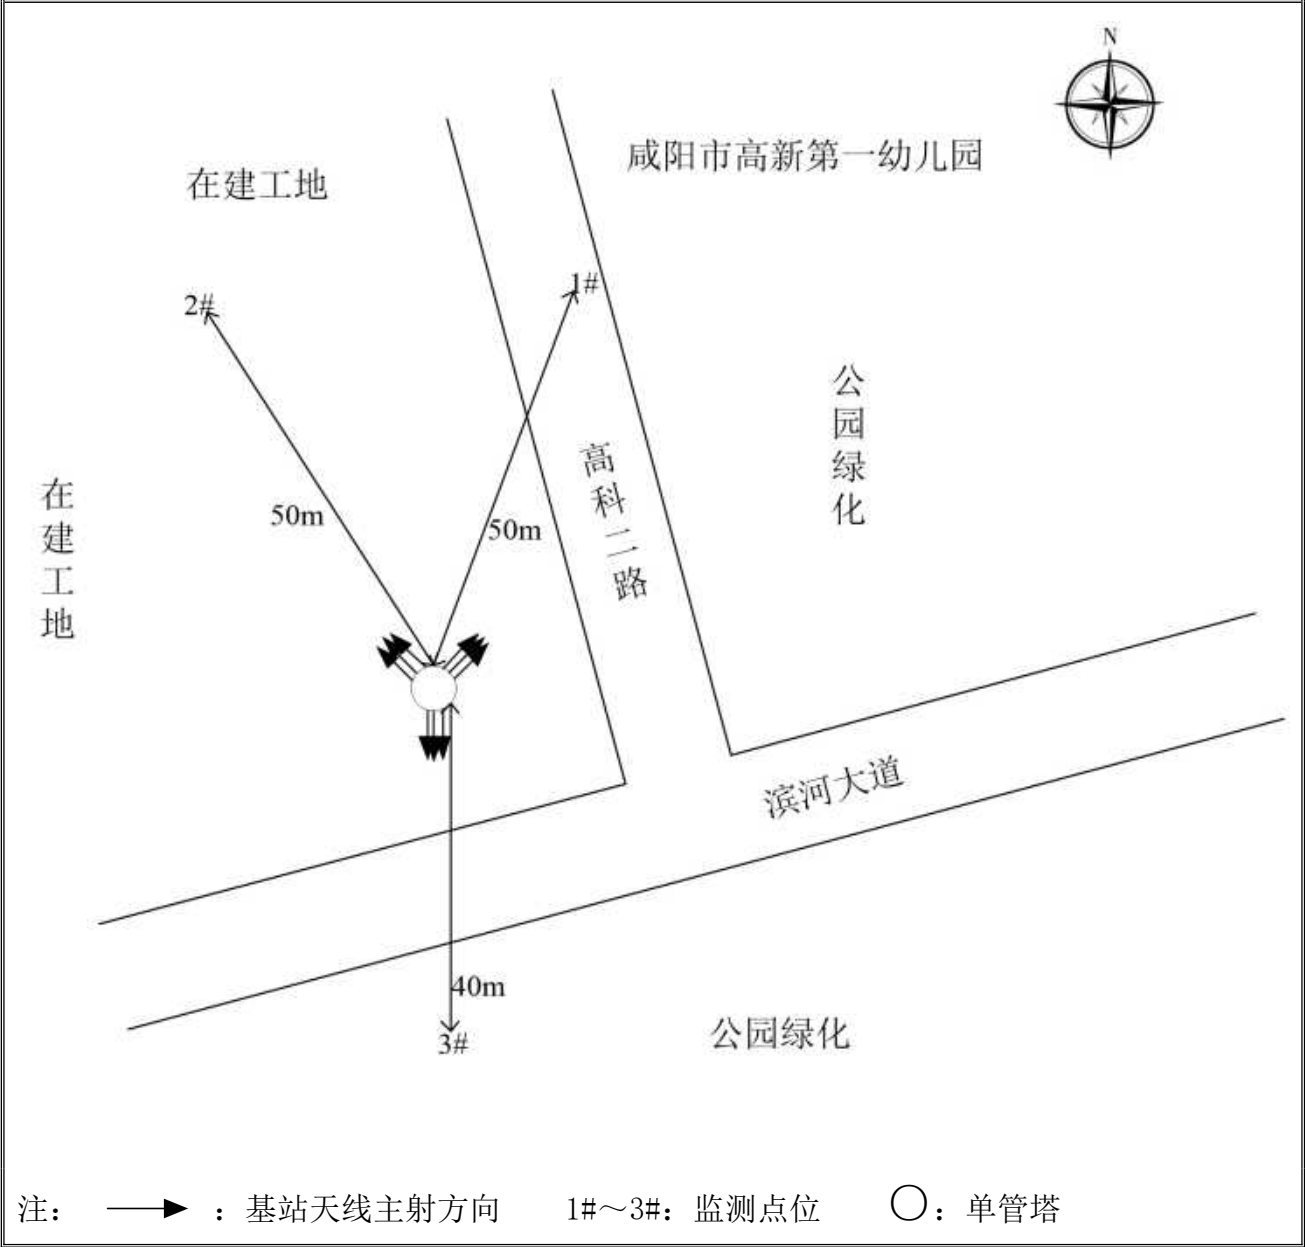 N
咸阳市高新第一幼儿园
在建工地
1#
2#
公园绿化
高科二路
在建工地
50m
50m
滨河大道
40m
3#
公园绿化
注： ：基站天线主射方向 1#～3#：监测点位 ：单管塔